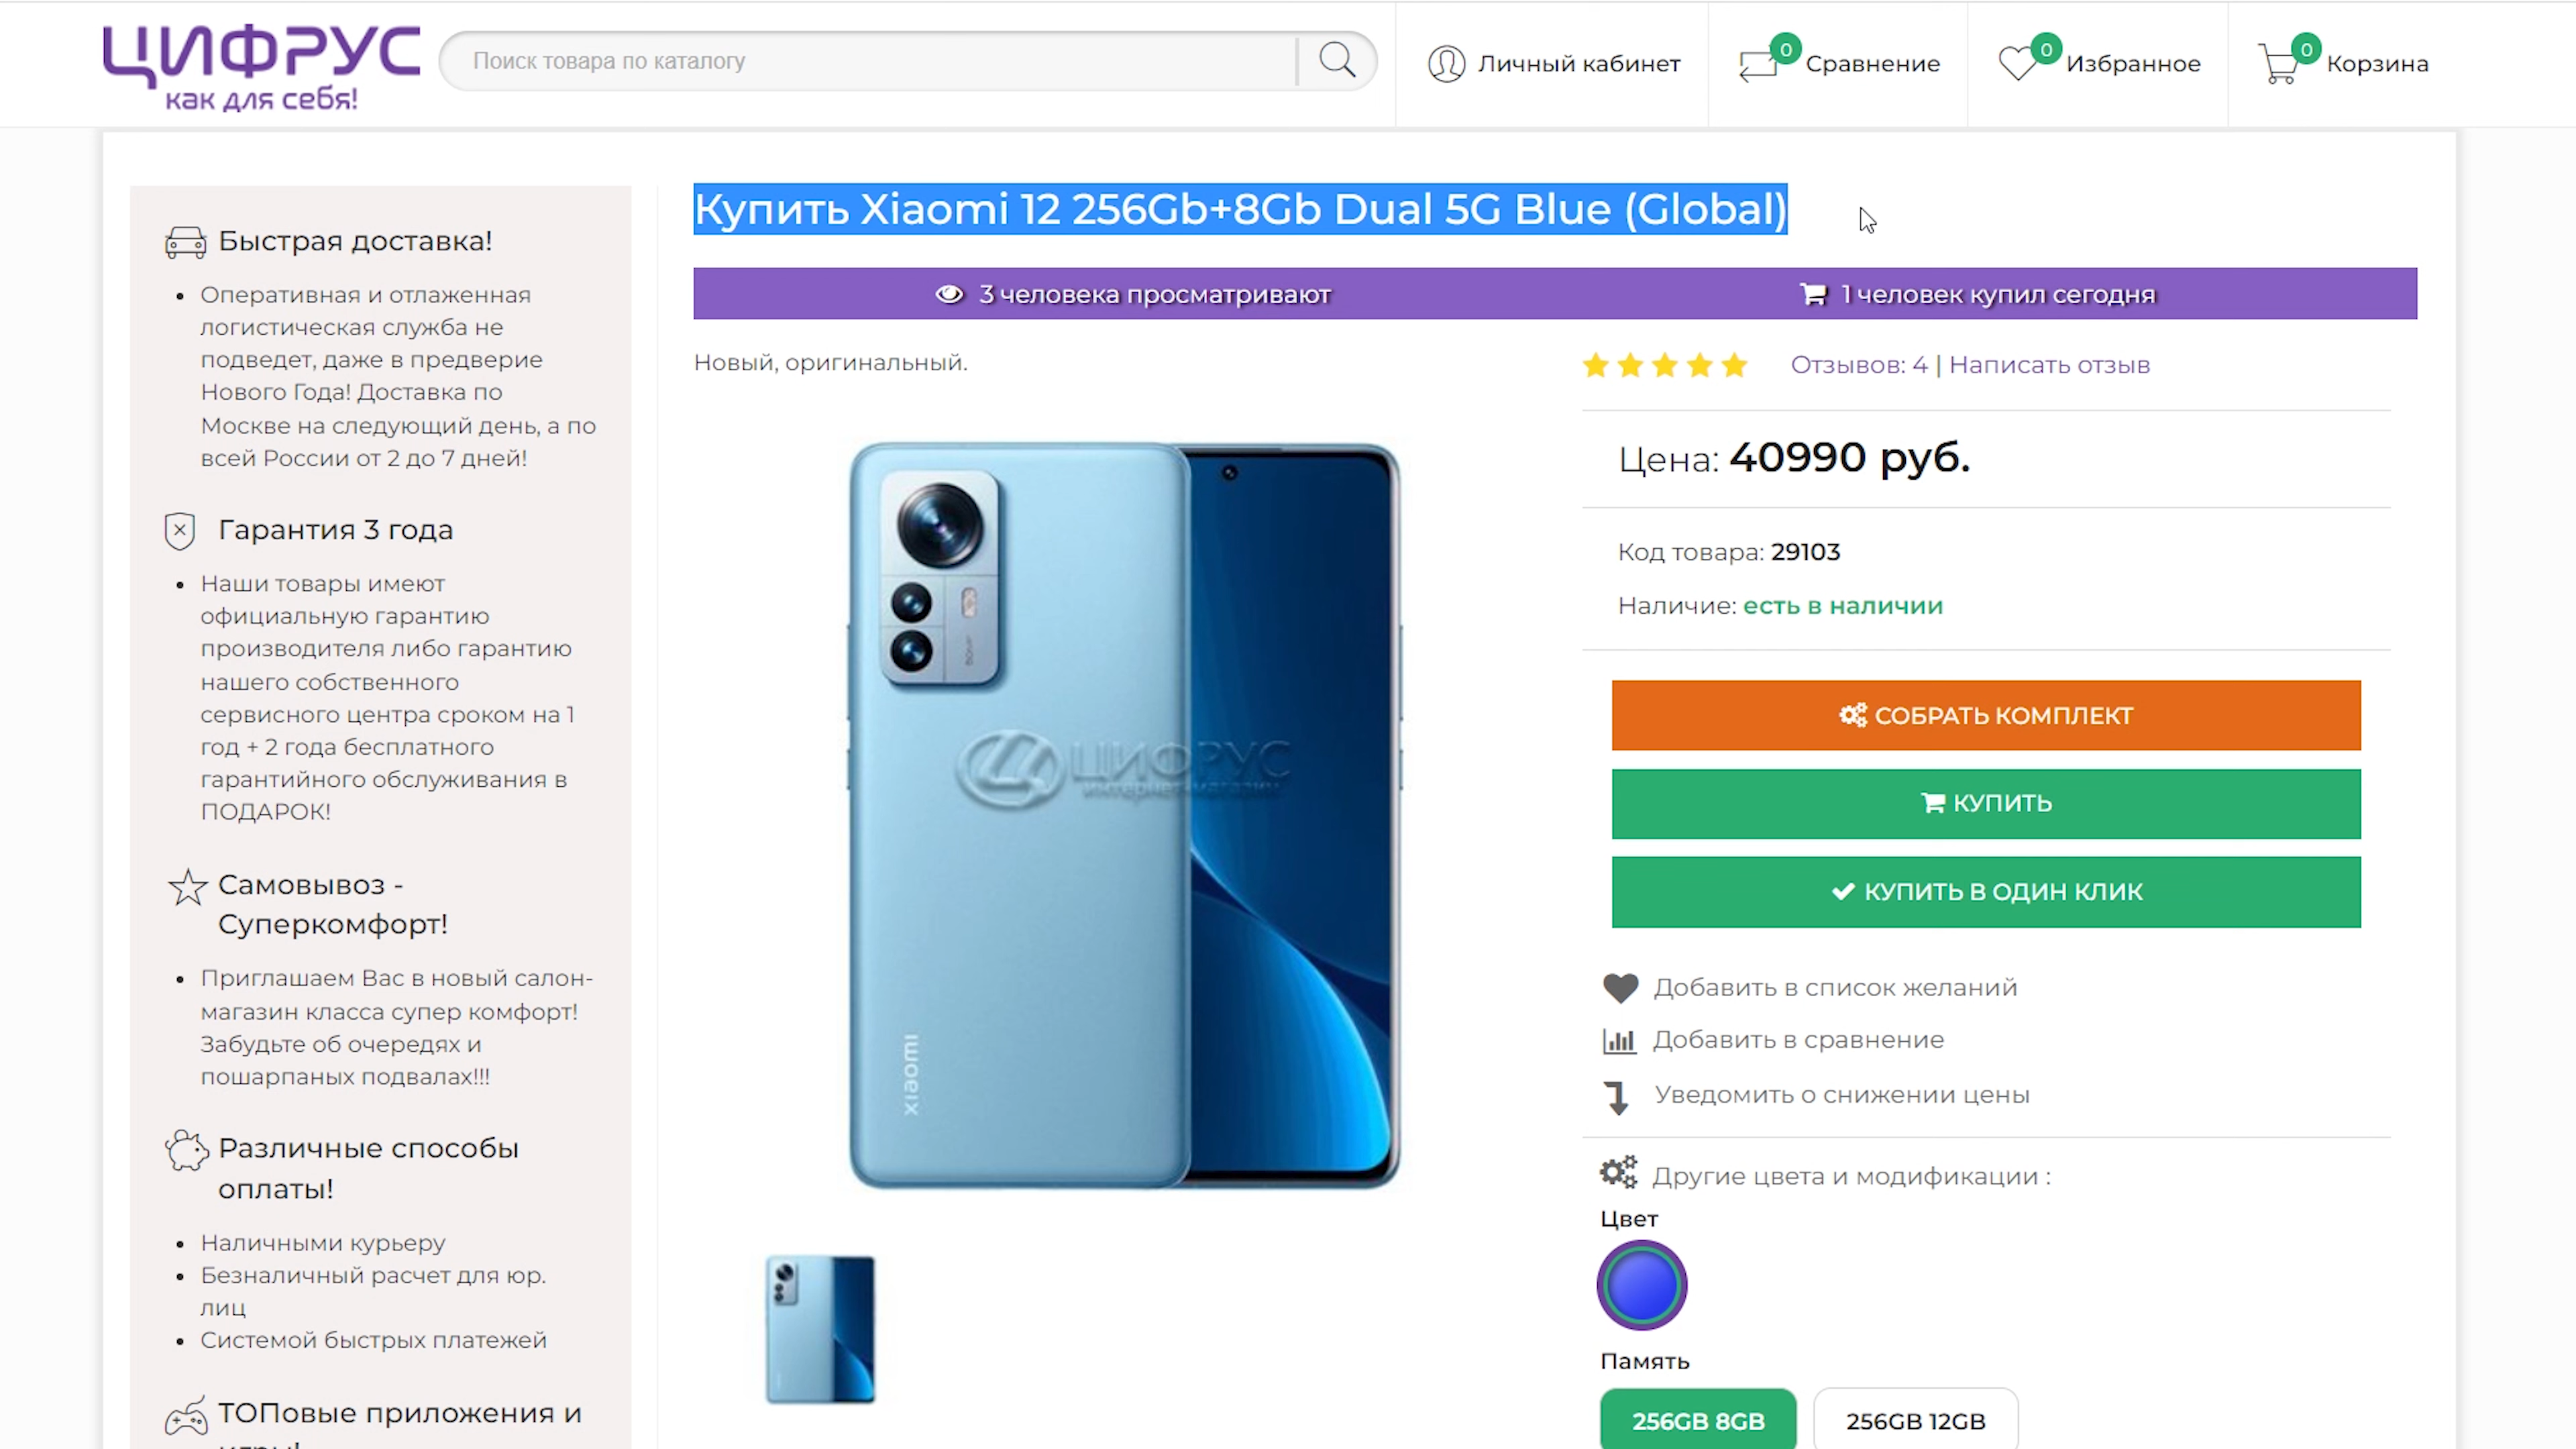 ЦИФРУС
как для себя!
Поиск товара по каталогу
Личный кабинет
0
Сравнение
0
Избранное
0
Корзина
Быстрая доставка!
Оперативная и отлаженная
логистическая служба не
подведет, даже в предверие
Нового Года! Доставка по
Москве на следующий день, а по
всей России от 2 до 7 дней!
Гарантия 3 года
Наши товары имеют
официальную гарантию
производителя либо гарантию
нашего собственного
сервисного центра сроком на 1
год + 2 года бесплатного
гарантийного обслуживания в
ПОДАРОК!
Самовывоз -
Суперкомфорт!
Приглашаем Вас в новый салон-
магазин класса супер комфорт!
Забудьте об очередях и
пошарпаных подвалах!!!
Различные способы
оплаты!
Наличными курьеру
Безналичный расчет для юр.
лиц
Системой быстрых платежей
ТОПовые приложения и
Купить Xiaomi 12 256Gb+8Gb Dual 5G Blue (Global)
3 человека просматривают
1 человек купил сегодня
Новый, оригинальный.
ЦИФРУС
интернет-магазин
xiaomi
Отзывов: 4 | Написать отзыв
Цена: 40990 руб.
Код товара: 29103
Наличие: есть в наличии
СОБРАТЬ КОМПЛЕКТ
КУПИТЬ
КУПИТЬ В ОДИН КЛИК
Добавить в список желаний
Добавить в сравнение
Уведомить о снижении цены
Другие цвета и модификации :
Цвет
Память
256GB 8GB
256GB 12GB